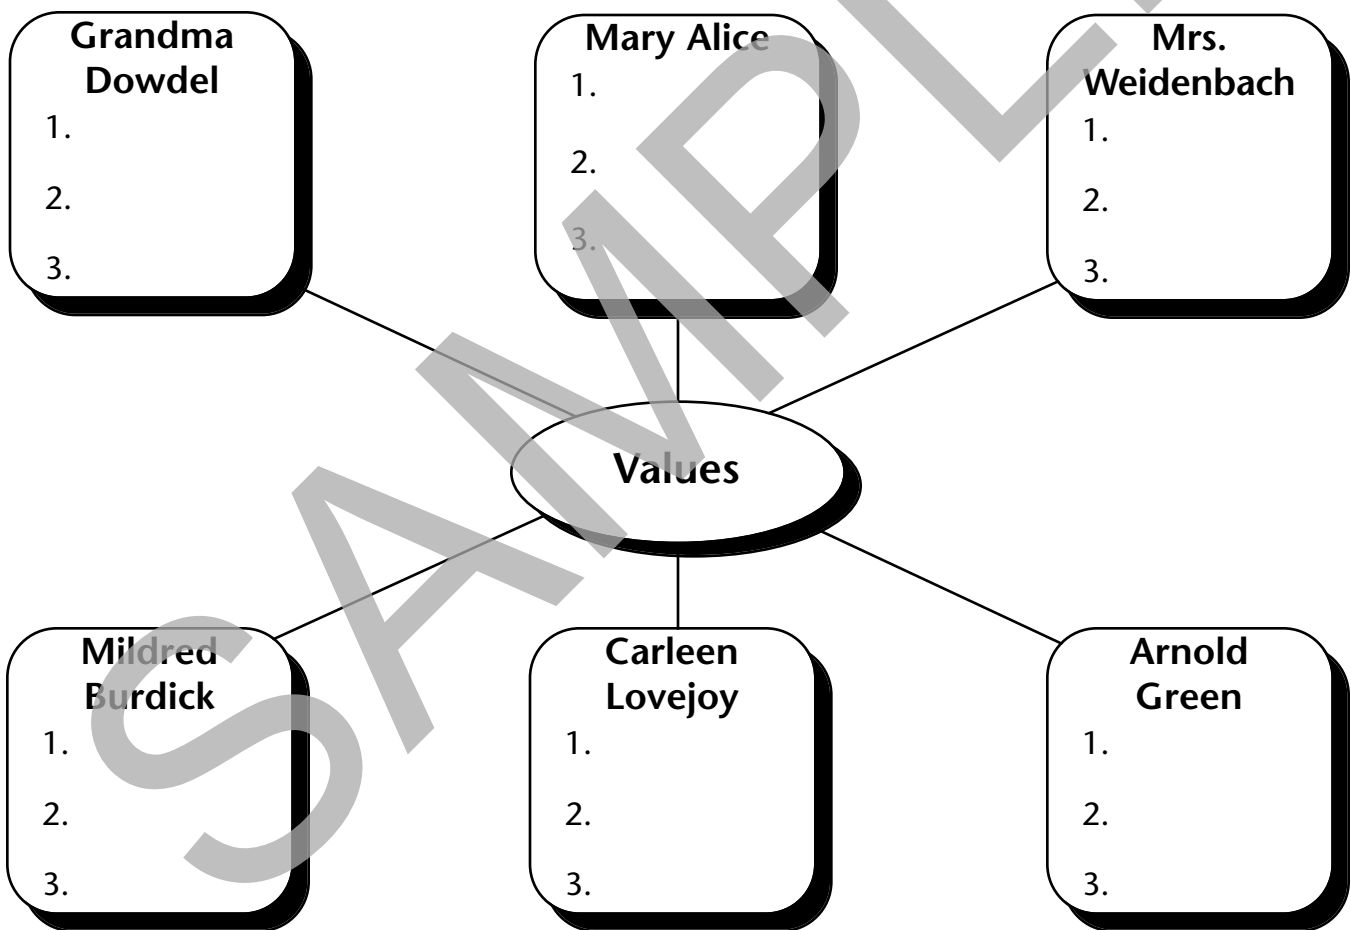 Grandma
Dowdel
1.
2.
3.
Mary Alice
1.
2.
3.
Mrs.
Weidenbach
1.
2.
3.
Values
Mildred
Burdick
1.
2.
3.
Carleen
Lovejoy
1.
2.
3.
Arnold
Green
1.
2.
3.
SAMPL